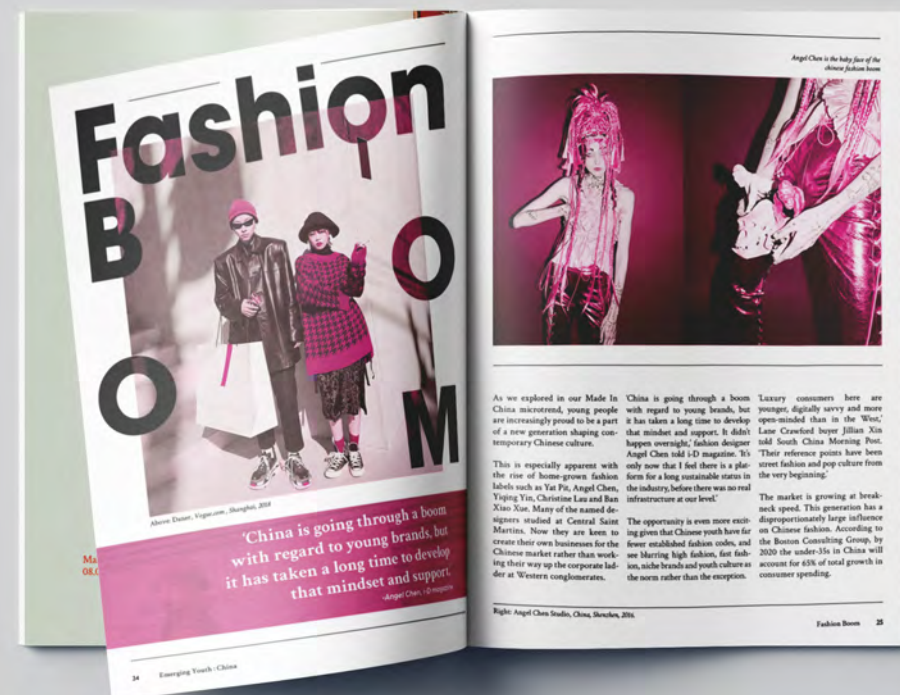 Fashion
B O
O M
Above: Dazer, Vogue.com, Shanghai, 2018
'China is going through a boom
with regard to young brands, but
it has taken a long time to develop
that mindset and support.'
-Angel Chen, i-D magazine
34 Emerging Youth : China
Angel Chen is the baby face of the
chinese fashion boom
As we explored in our Made In
China microtrend, young people
are increasingly proud to be a part
of a new generation shaping con-
temporary Chinese culture.
This is especially apparent with
the rise of home-grown fashion
labels such as Yat Pit, Angel Chen,
Yiqing Yin, Christine Lau and Ban
Xiao Xue. Many of the named de-
signers studied at Central Saint
Martins. Now they are keen to
create their own businesses for the
Chinese market rather than work-
ing their way up the corporate lad-
der at Western conglomerates.
'China is going through a boom
with regard to young brands, but
it has taken a long time to develop
that mindset and support. It didn't
happen overnight,' fashion designer
Angel Chen told i-D magazine. 'It's
only now that I feel there is a plat-
form for a long sustainable status in
the industry, before there was no real
infrastructure at our level.'
The opportunity is even more excit-
ing given that Chinese youth have far
fewer established fashion codes, and
see blurring high fashion, fast fash-
ion, niche brands and youth culture as
the norm rather than the exception.
'Luxury consumers here are
younger, digitally savvy and more
open-minded than in the West,'
Lane Crawford buyer Jillian Xin
told South China Morning Post.
'Their reference points have been
street fashion and pop culture from
the very beginning.'
The market is growing at break-
neck speed. This generation has a
disproportionately large influence
on Chinese fashion. According to
the Boston Consulting Group, by
2020 the under-35s in China will
account for 65% of total growth in
consumer spending.
Right: Angel Chen Studio, China, Shenzhen, 2016.
Fashion Boom 25